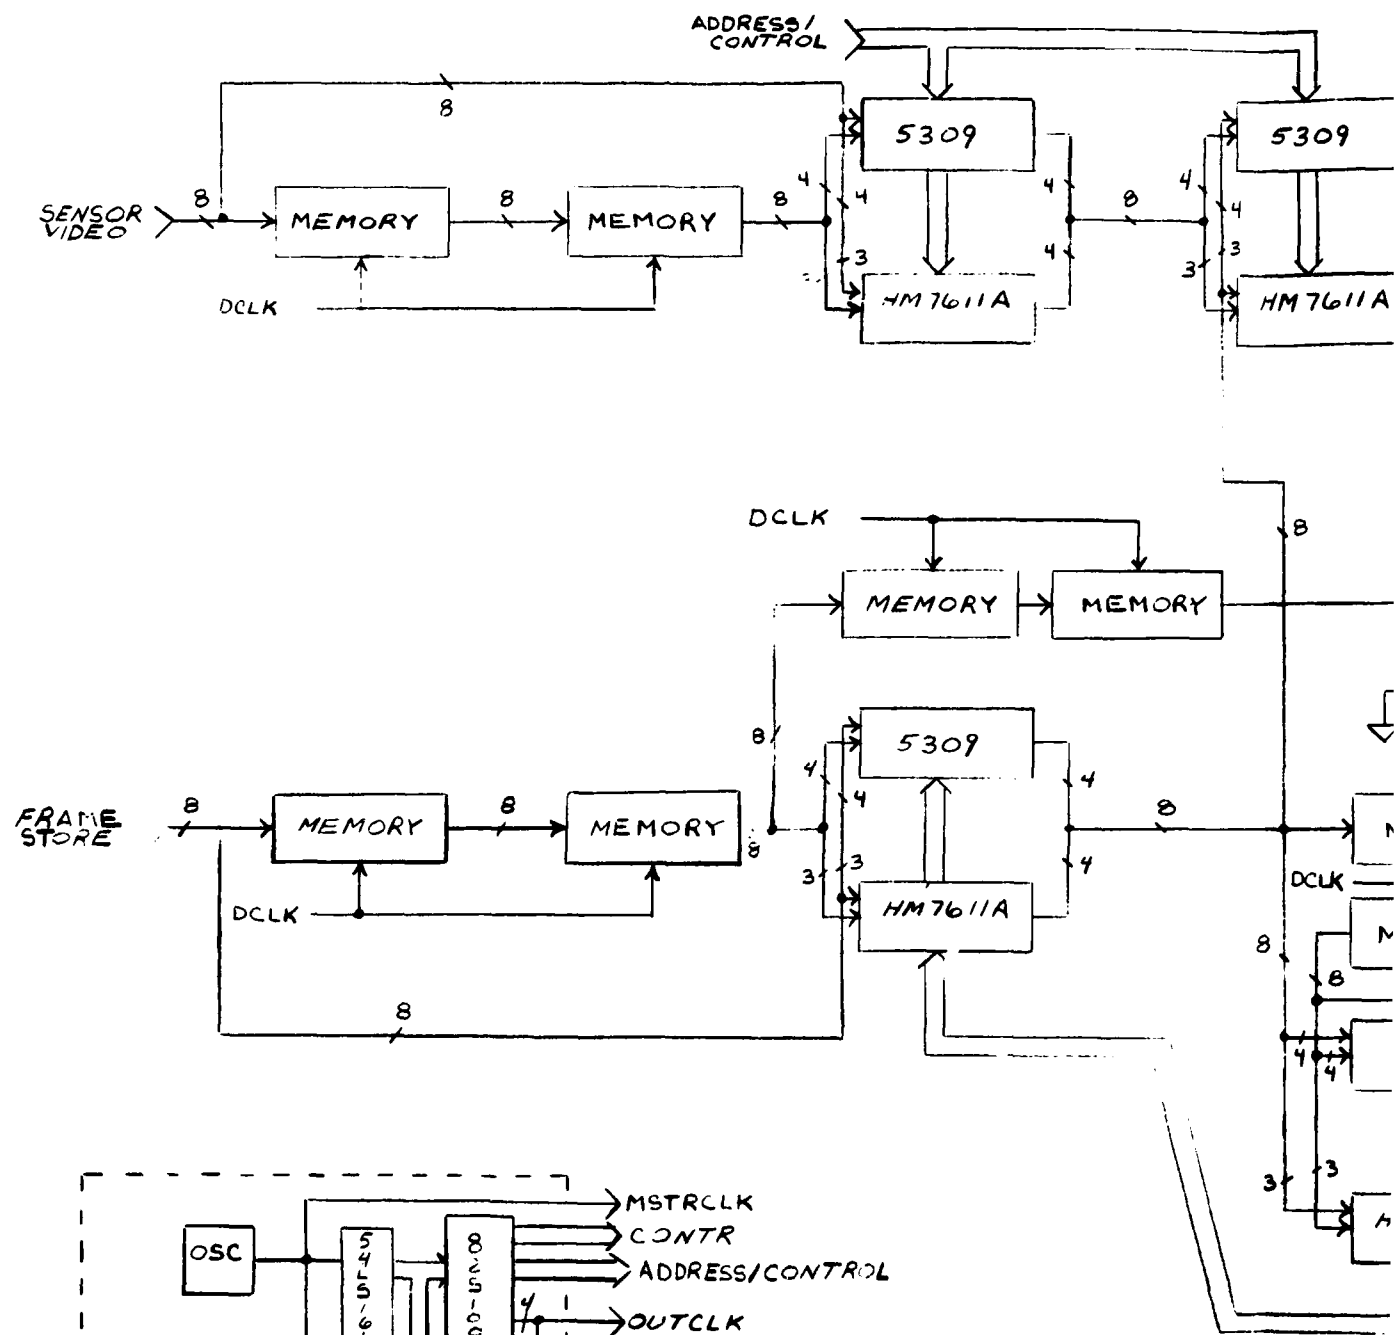 ADDRESS/
CONTROL
8
5309
5309
4
4
4
4
SENSOR
VIDEO
8
MEMORY
8
MEMORY
8
8
3
4
3
3
HM7611A
HM7611A
DCLK
DCLK
8
MEMORY
MEMORY
8
5309
4
4
4
FRAME
STORE
8
MEMORY
8
MEMORY
8
8
3
3
4
DCLK
HM7611A
DCLK
8
8
8
4
4
3
3
MSTRCLK
OSC
CONTR
ADDRESS/CONTROL
4
OUTCLK